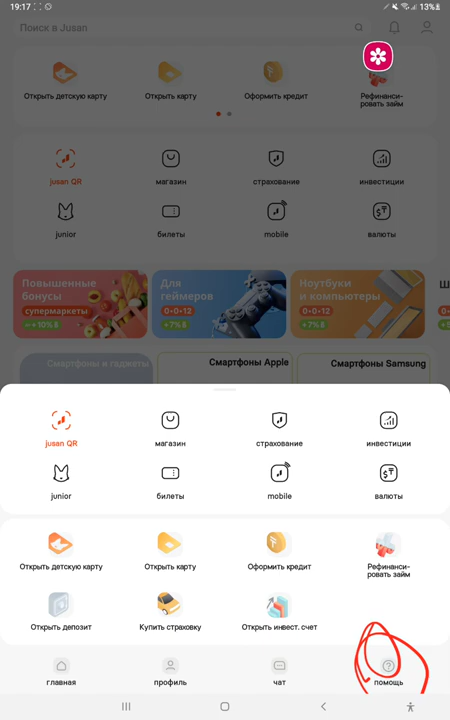 19:17
13%
Поиск в Jusan
Открыть детскую карту
Открыть карту
Оформить кредит
Рефинанси-
ровать займ
jusan QR
магазин
страхование
инвестиции
junior
билеты
mobile
валюты
Повышенные
бонусы
супермаркеты
+10%Б
Для
геймеров
0•0•12
+7%Б
Ноутбуки
и компьютеры
0•0•12
+7%Б
Смартфоны и гаджеты
Смартфоны Apple
Смартфоны Samsung
jusan QR
магазин
страхование
инвестиции
junior
билеты
mobile
валюты
Открыть детскую карту
Открыть карту
Оформить кредит
Рефинанси-
ровать займ
Открыть депозит
Купить страховку
Открыть инвест. счет
главная
профиль
чат
помощь